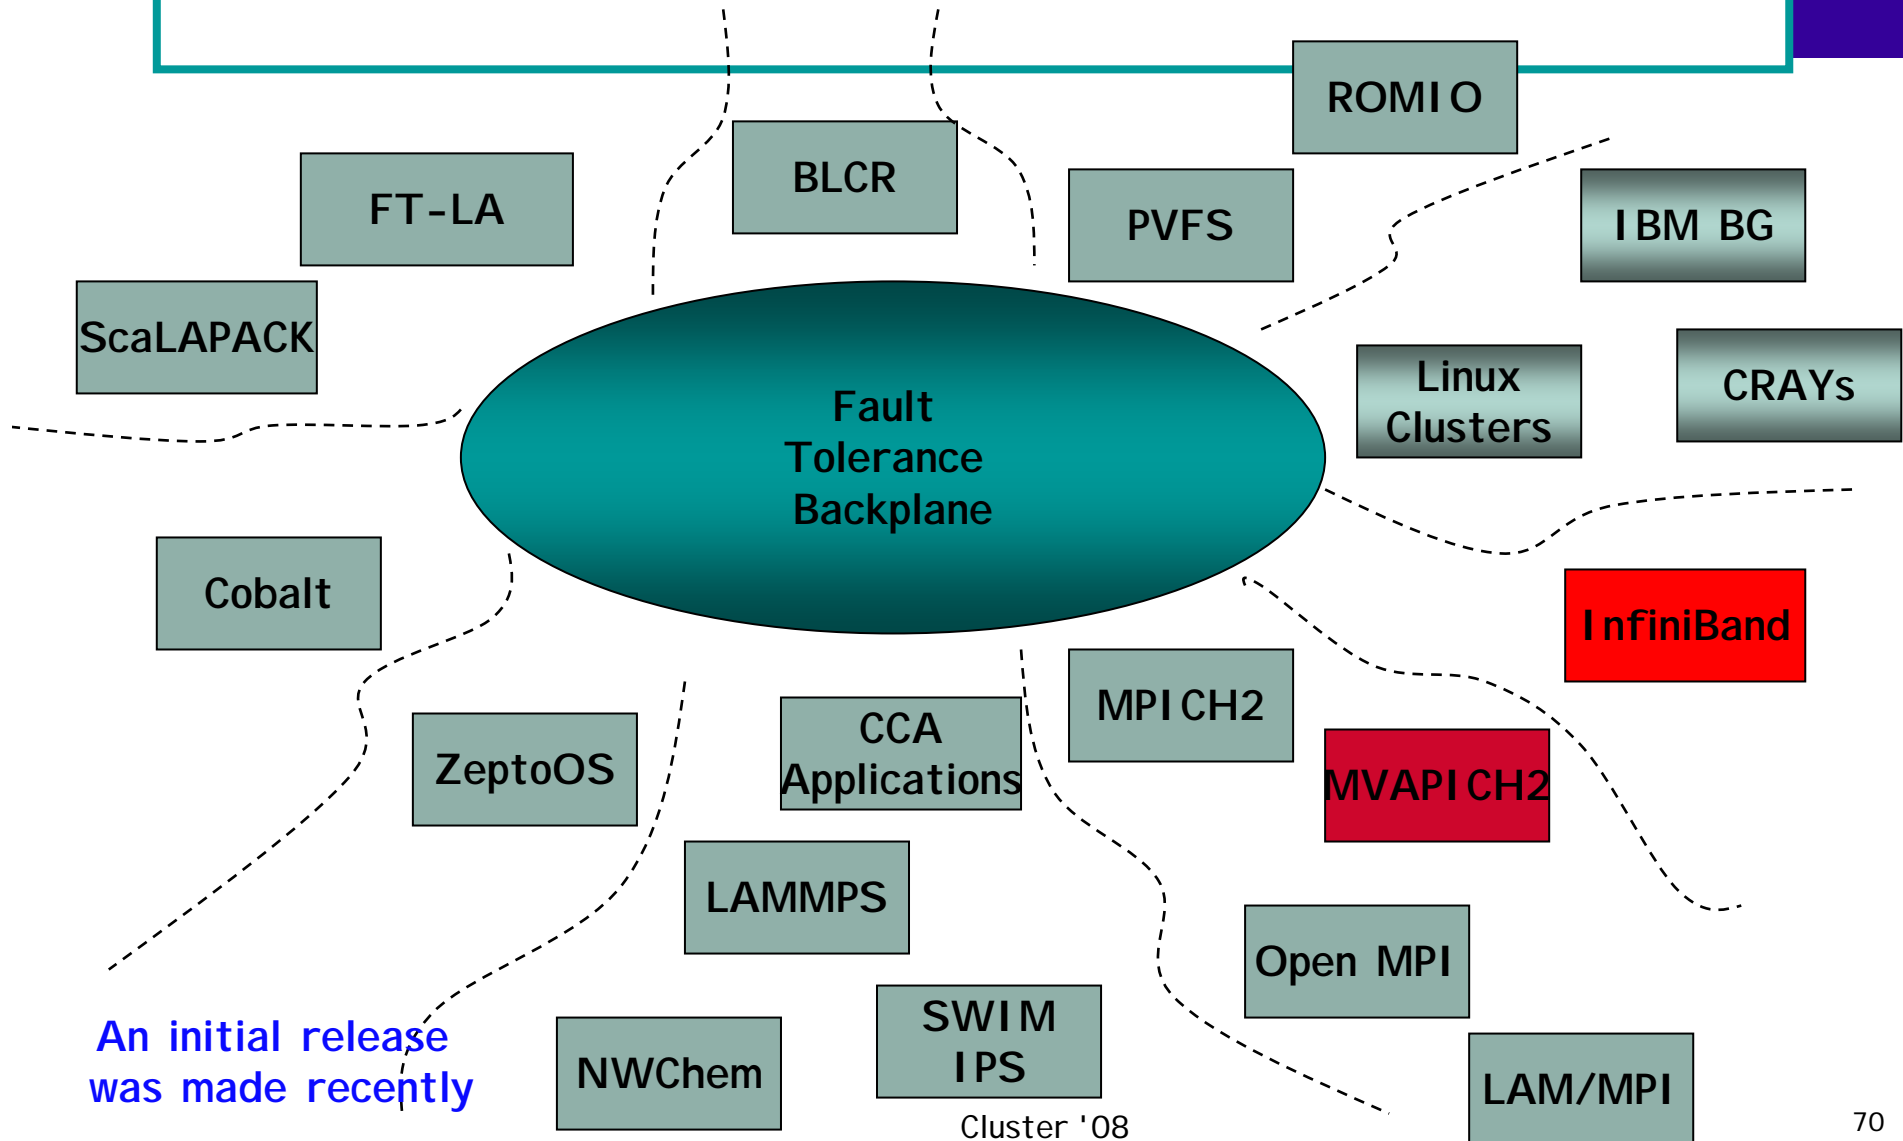 ROMIO
BLCR
FT-LA
PVFS
IBM BG
ScaLAPACK
Linux
Clusters
CRAYs
Fault
Tolerance
Backplane
Cobalt
InfiniBand
MPICH2
CCA
Applications
ZeptoOS
MVAPICH2
LAMMPS
Open MPI
SWIM
IPS
An initial release
was made recently
NWChem
LAM/MPI
Cluster '08
70